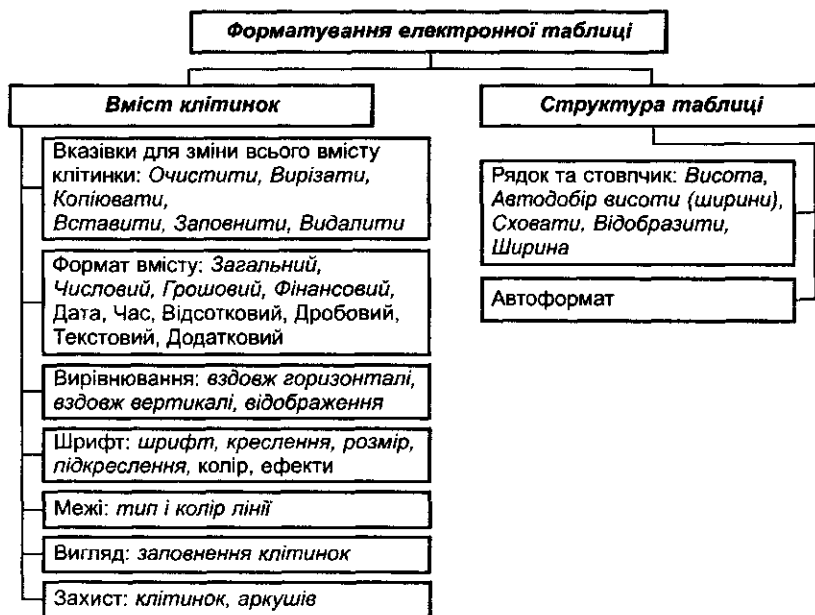 Форматування електронної таблиці
Вміст клітинок
Вказівки для зміни всього вмісту
клітинки: Очистити, Вирізати,
Копіювати,
Вставити, Заповнити, Видалити
Формат вмісту: Загальний,
Числовий, Грошовий, Фінансовий,
Дата, Час, Відсотковий, Дробовий,
Текстовий, Додатковий
Вирівнювання: вздовж горизонталі,
вздовж вертикалі, відображення
Шрифт: шрифт, креслення, розмір,
підкреслення, колір, ефекти
Межі: тип і колір лінії
Вигляд: заповнення клітинок
Захист: клітинок, аркушів
Структура таблиці
Рядок та стовпчик: Висота,
Автодобір висоти (ширини),
Сховати, Відобразити,
Ширина
Автоформат